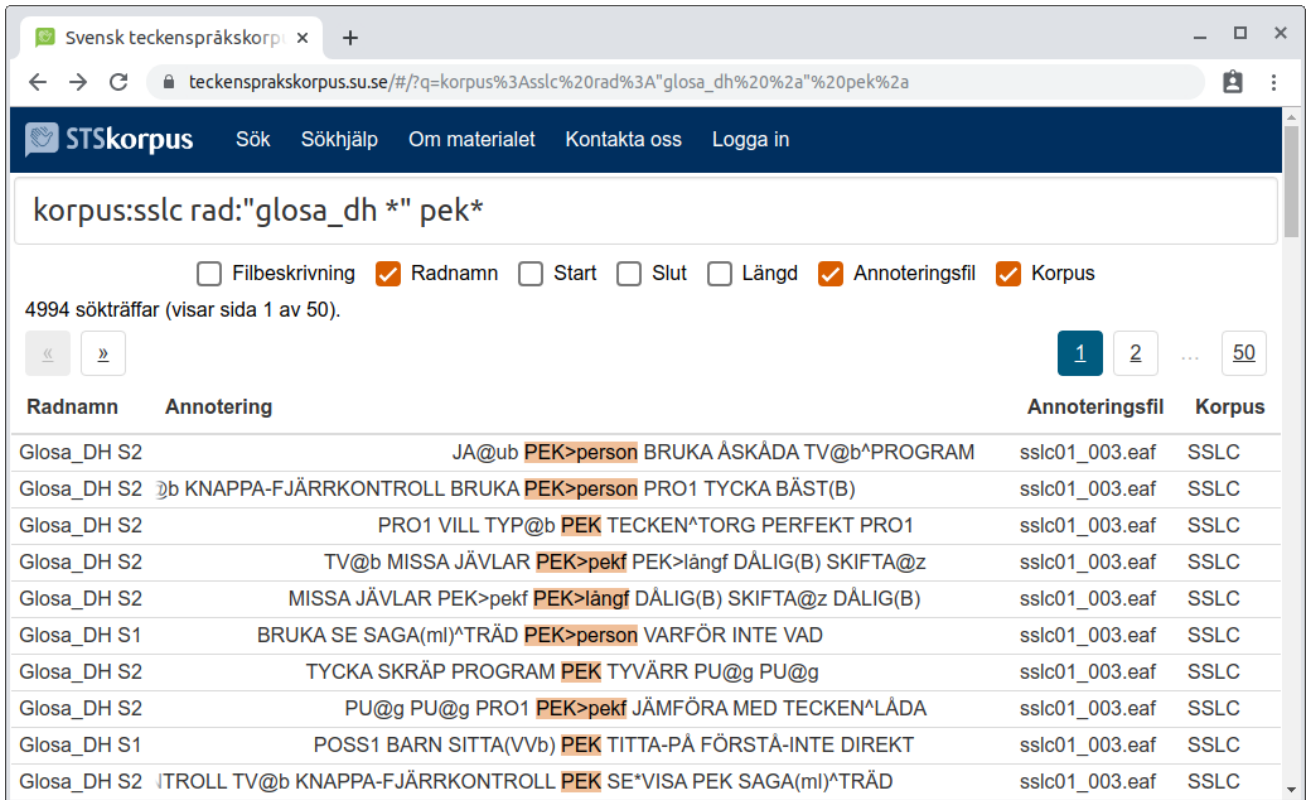 Svensk teckenspråkskorp
teckensprakskorpus.su.se/#/?q=korpus%3Asslc%20rad%3A"glosa_dh%20%2a"%20pek%2a
STSkorpus Sök Sökhjälp Om materialet Kontakta oss Logga in
korpus:sslc rad:"glosa_dh *" pek*
Filbeskrivning Radnamn Start Slut Längd Annoteringsfil Korpus
4994 sökträffar (visar sida 1 av 50).
« » 1 2 ... 50
Radnamn Annotering Annoteringsfil Korpus
Glosa_DH S2 JA@ub PEK>person BRUKA ÅSKÅDA TV@b^PROGRAM sslc01_003.eaf SSLC
Glosa_DH S2 @b KNAPPA-FJÄRRKONTROLL BRUKA PEK>person PRO1 TYCKA BÄST(B) sslc01_003.eaf SSLC
Glosa_DH S2 PRO1 VILL TYP@b PEK TECKEN^TORG PERFEKT PRO1 sslc01_003.eaf SSLC
Glosa_DH S2 TV@b MISSA JÄVLAR PEK>pekf PEK>långf DÅLIG(B) SKIFTA@z sslc01_003.eaf SSLC
Glosa_DH S2 MISSA JÄVLAR PEK>pekf PEK>långf DÅLIG(B) SKIFTA@z DÅLIG(B) sslc01_003.eaf SSLC
Glosa_DH S1 BRUKA SE SAGA(ml)^TRÄD PEK>person VARFÖR INTE VAD sslc01_003.eaf SSLC
Glosa_DH S2 TYCKA SKRÄP PROGRAM PEK TYVÄRR PU@g PU@g sslc01_003.eaf SSLC
Glosa_DH S2 PU@g PU@g PRO1 PEK>pekf JÄMFÖRA MED TECKEN^LÅDA sslc01_003.eaf SSLC
Glosa_DH S1 POSS1 BARN SITTA(VVb) PEK TITTA-PÅ FÖRSTÅ-INTE DIREKT sslc01_003.eaf SSLC
Glosa_DH S2 NTROLL TV@b KNAPPA-FJÄRRKONTROLL PEK SE*VISA PEK SAGA(ml)^TRÄD sslc01_003.eaf SSLC